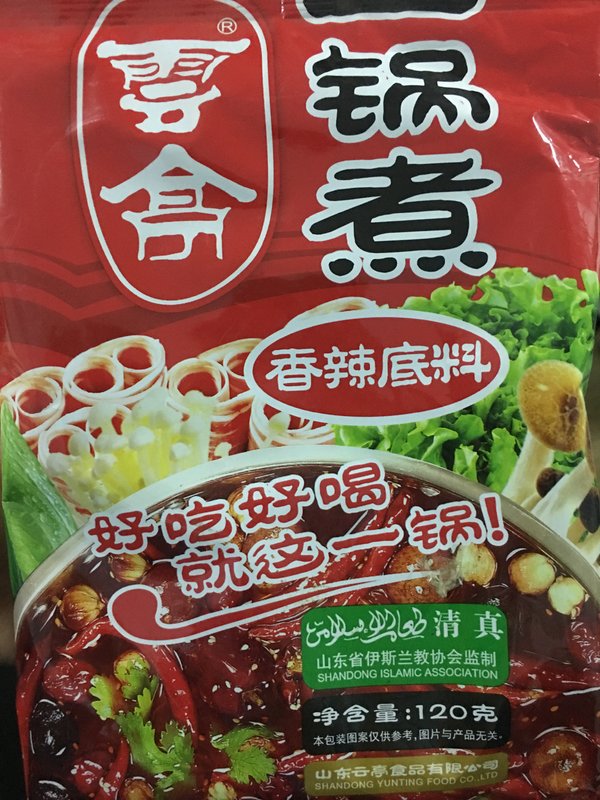 雲亭®
锅煮
香辣底料
好吃好喝
就这一锅!
清真
山东省伊斯兰教协会监制
SHANDONG ISLAMIC ASSOCIATION
净含量:120克
本包装图案仅供参考,图片与产品无关.
山东云亭食品有限公司
SHANDONG YUNTING FOOD CO.,LTD